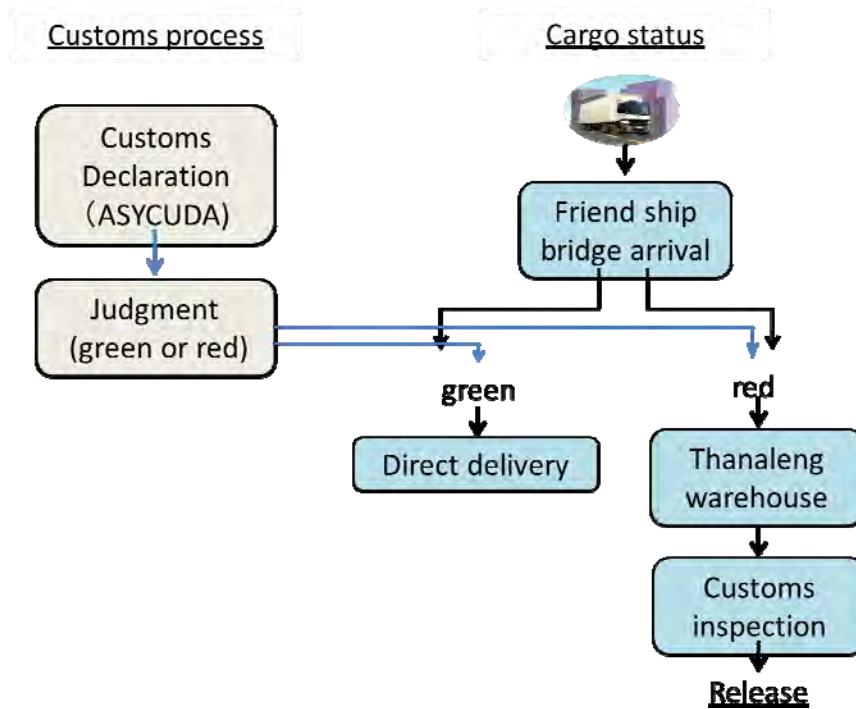 Customs process
Cargo status
Customs
Declaration
(ASYCUDA)
Judgment
(green or red)
Friend ship
bridge arrival
green
red
Direct delivery
Thanaleng
warehouse
Customs
inspection
Release